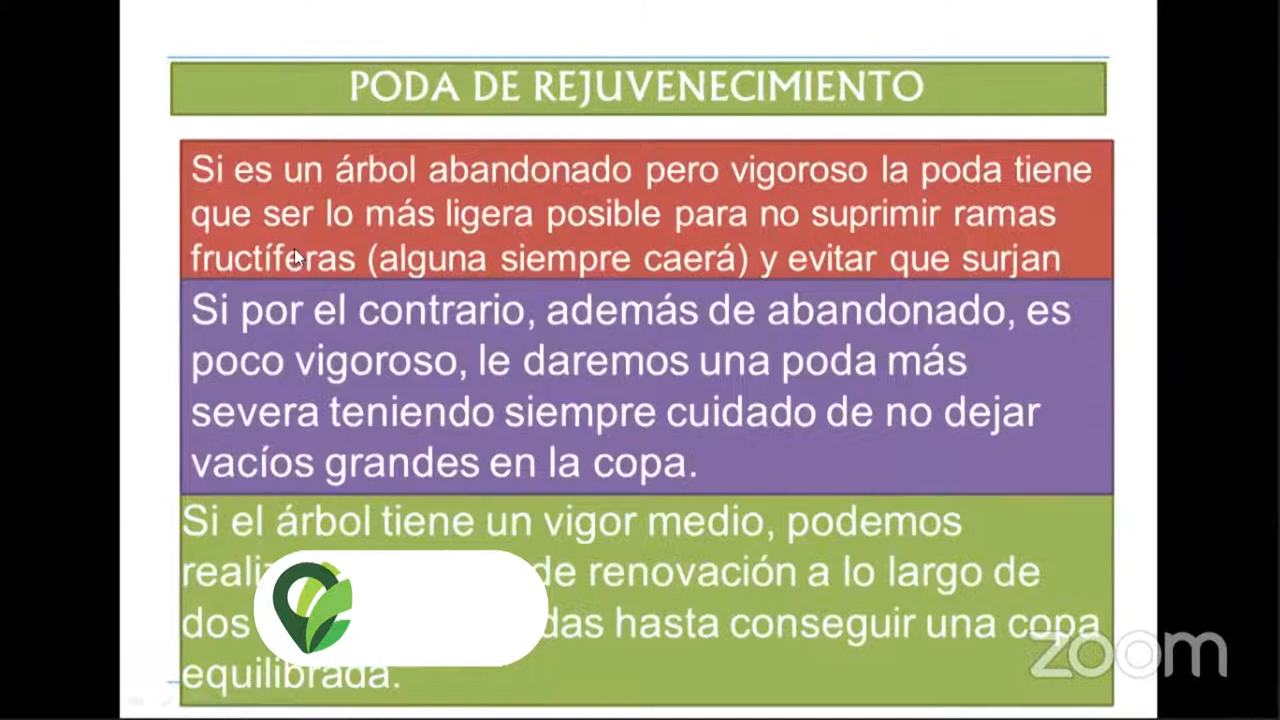 PODA DE REJUVENECIMIENTO
Si es un árbol abandonado pero vigoroso la poda tiene
que ser lo más ligera posible para no suprimir ramas
fructíferas (alguna siempre caerá) y evitar que surjan
Si por el contrario, además de abandonado, es
poco vigoroso, le daremos una poda más
severa teniendo siempre cuidado de no dejar
vacíos grandes en la copa.
Si el árbol tiene un vigor medio, podemos
de renovación a lo largo de
dos hasta conseguir una copa
equilibrada.
zoom